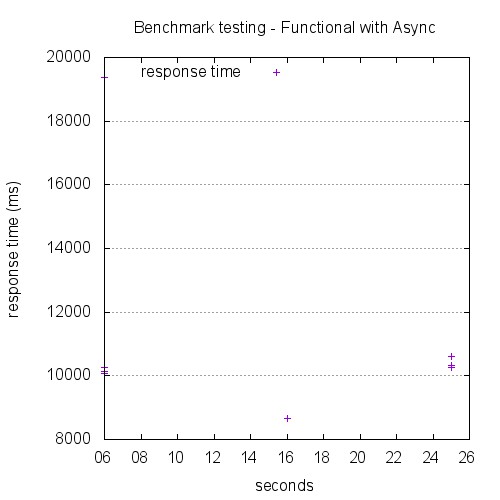 Benchmark testing - Functional with Async
20000
response time
18000
16000
14000
12000
10000
8000
response time (ms)
06 08 10 12 14 16 18 20 22 24 26
seconds